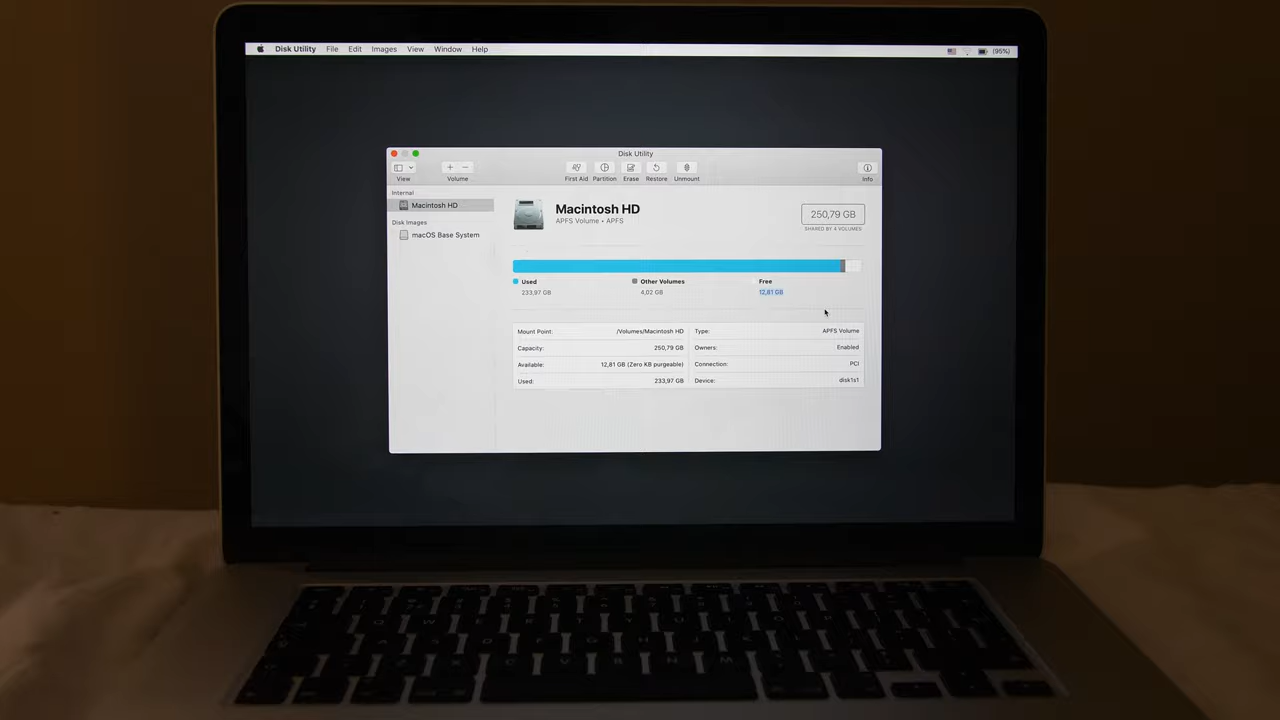 Disk Utility File Edit Images View Window Help (95%)
Disk Utility
View Volume First Aid Partition Erase Restore Unmount Info
Internal
Macintosh HD
Disk Images
macOS Base System
Macintosh HD
APFS Volume • APFS
250,79 GB
SHARED BY 4 VOLUMES
Used Other Volumes Free
233,97 GB 4,02 GB 12,81 GB
Mount Point: /Volumes/Macintosh HD Type: APFS Volume
Capacity: 250,79 GB Owners: Enabled
Available: 12,81 GB (Zero KB purgeable) Connection: PCI
Used: 233,97 GB Device: disk1s1